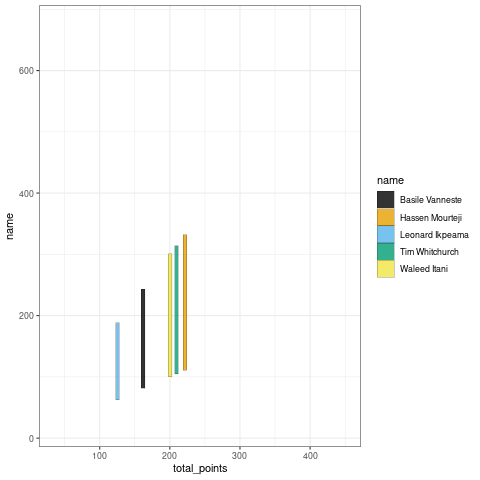 600
400
200
0
name
100 200 300 400
total_points
name
Basile Vanneste
Hassen Mourteji
Leonard Ikpeama
Tim Whitchurch
Waleed Itani